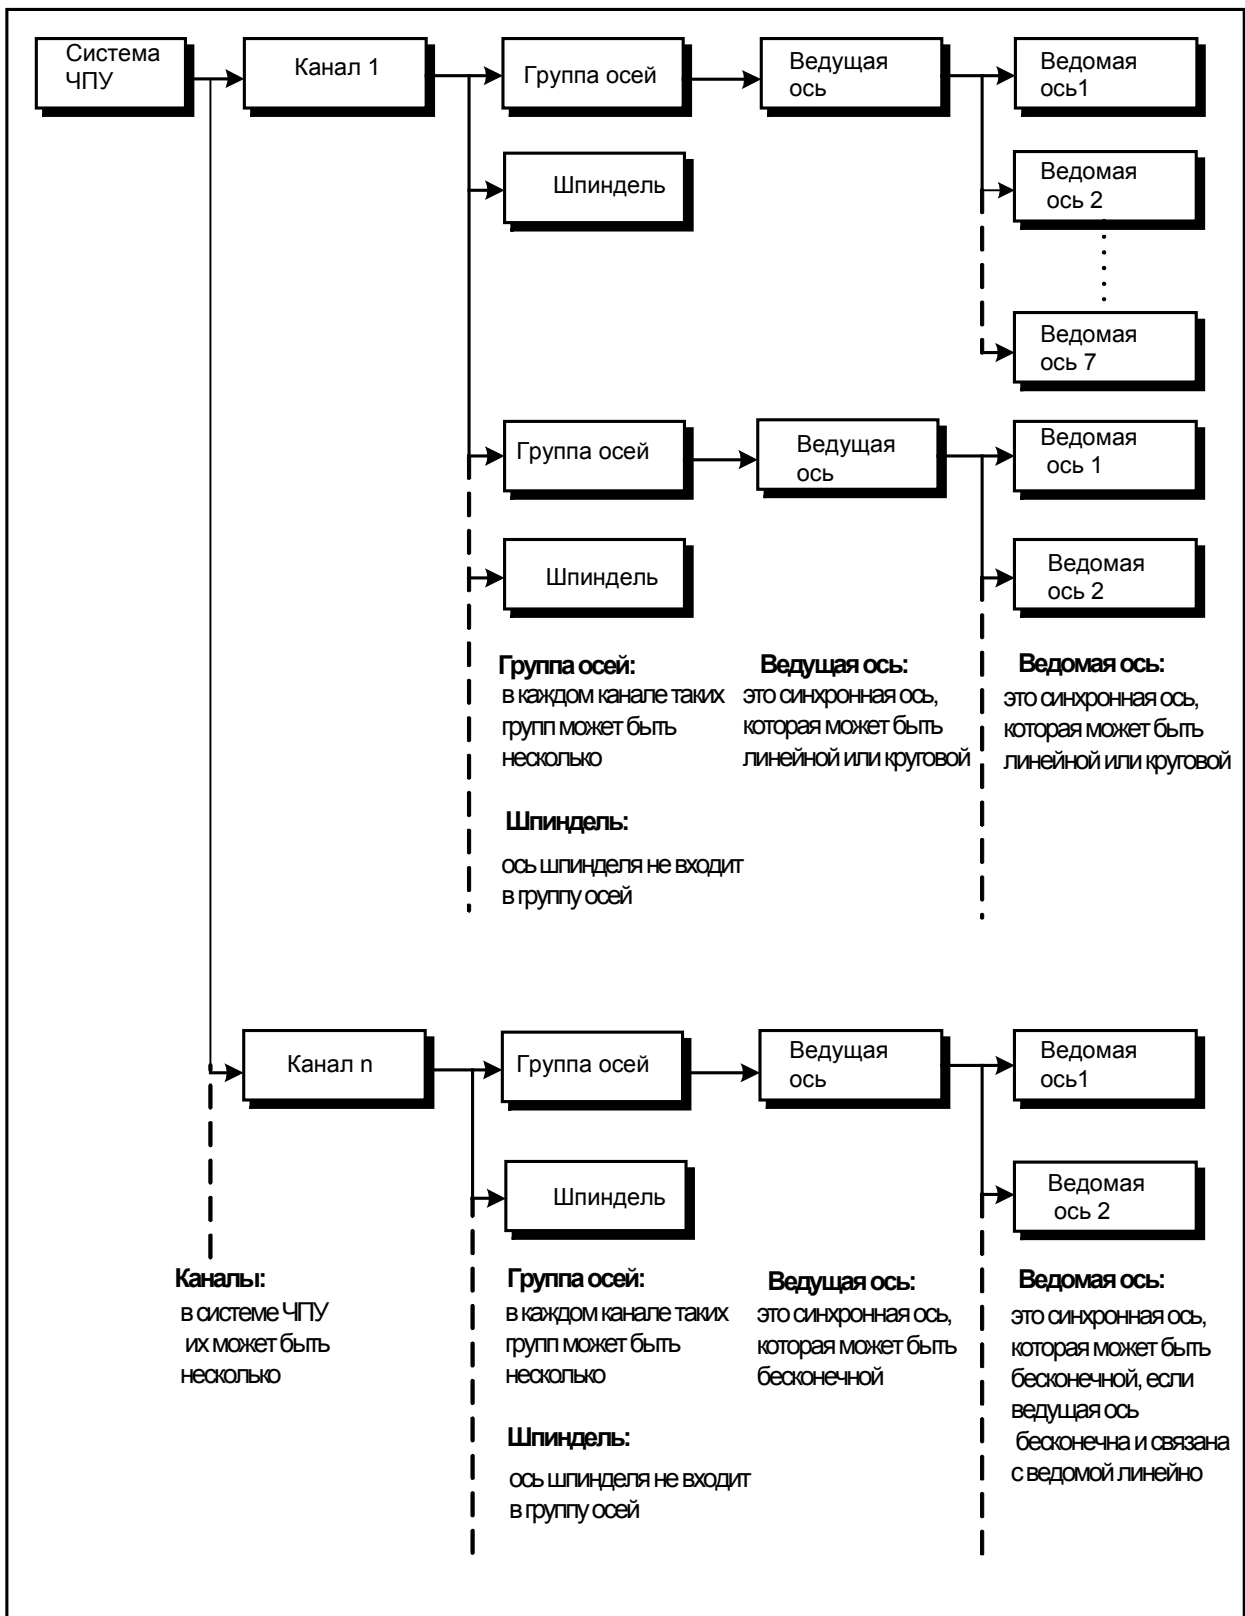 Система
ЧПУ
Канал 1
Группа осей
Ведущая
ось
Ведомая
ось1
Шпиндель
Ведомая
ось 2
Ведомая
ось 7
Группа осей
Ведущая
ось
Ведомая
ось 1
Шпиндель
Ведомая
ось 2
Группа осей:
в каждом канале таких
групп может быть
несколько
Шпиндель:
ось шпинделя не входит
в группу осей
Ведущая ось:
это синхронная ось,
которая может быть
линейной или круговой
Ведомая ось:
это синхронная ось,
которая может быть
линейной или круговой
Канал n
Группа осей
Ведущая
ось
Ведомая
ось1
Шпиндель
Ведомая
ось 2
Каналы:
в системе ЧПУ
их может быть
несколько
Группа осей:
в каждом канале таких
групп может быть
несколько
Шпиндель:
ось шпинделя не входит
в группу осей
Ведущая ось:
это синхронная ось,
которая может быть
бесконечной
Ведомая ось:
это синхронная ось,
которая может быть
бесконечной, если
ведущая ось
бесконечна и связана
с ведомой линейно